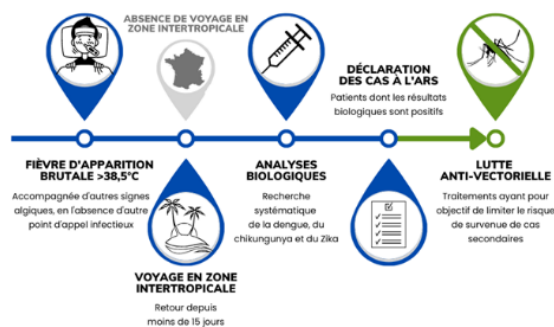 ABSENCE DE VOYAGE EN
ZONE INTERTROPICALE
DÉCLARATION
DES CAS À L'ARS
Patients dont les résultats
biologiques sont positifs
FIÈVRE D'APPARITION
BRUTALE >38,5°C
Accompagnée d'autres signes
algiques, en l'absence d'autre
point d'appel infectieux
VOYAGE EN ZONE
INTERTROPICALE
Retour depuis
moins de 15 jours
ANALYSES
BIOLOGIQUES
Recherche
systématique
de la dengue, du
chikungunya et du Zika
LUTTE
ANTI-VECTORIELLE
Traitements ayant pour
objectif de limiter le risque
de survenue de cas
secondaires